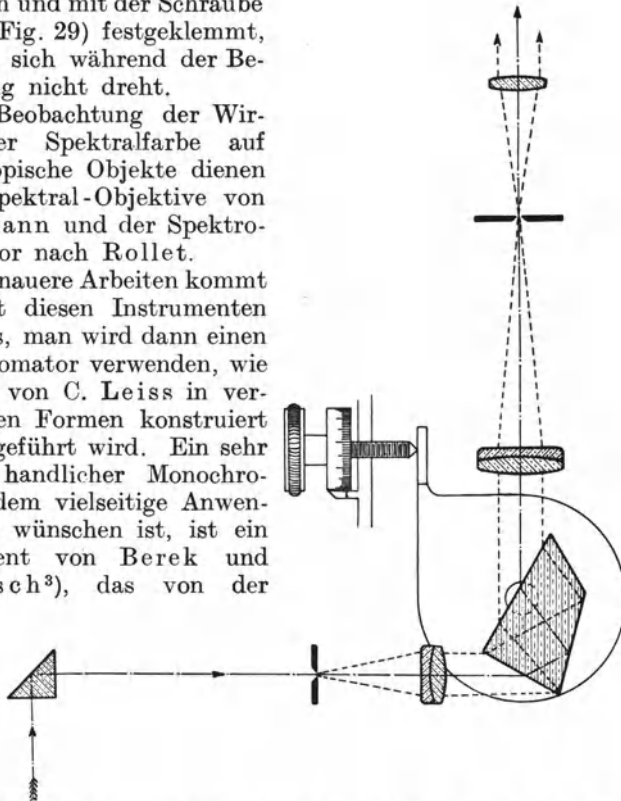 n und mit der Schraube
Fig. 29) festgeklemmt,
sich während der Be-
g nicht dreht.
Beobachtung der Wir-
er Spektralfarbe auf
opische Objekte dienen
pektral-Objektive von
ann und der Spektro-
or nach Rollet.
nauere Arbeiten kommt
t diesen Instrumenten
s, man wird dann einen
omator verwenden, wie
von C. Leiss in ver-
en Formen konstruiert
geführt wird. Ein sehr
handlicher Monochro-
dem vielseitige Anwen-
wünschen ist, ist ein
ent von Berek und
sch³), das von der